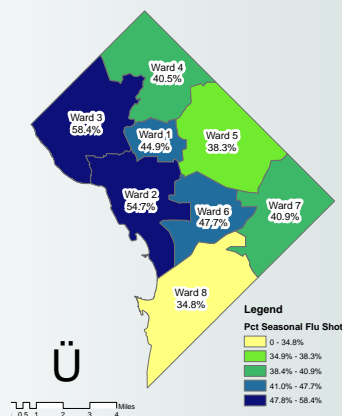 Ward 4
40.5%
Ward 3
58.4%
Ward 1
44.9%
Ward 5
38.3%
Ward 2
54.7%
Ward 6
47.7%
Ward 7
40.9%
Ward 8
34.8%
Legend
Pct Seasonal Flu Shot
0 - 34.8%
34.9% - 38.3%
38.4% - 40.9%
41.0% - 47.7%
47.8% - 58.4%
Ü
Miles
0 0.5 1 2 3 4